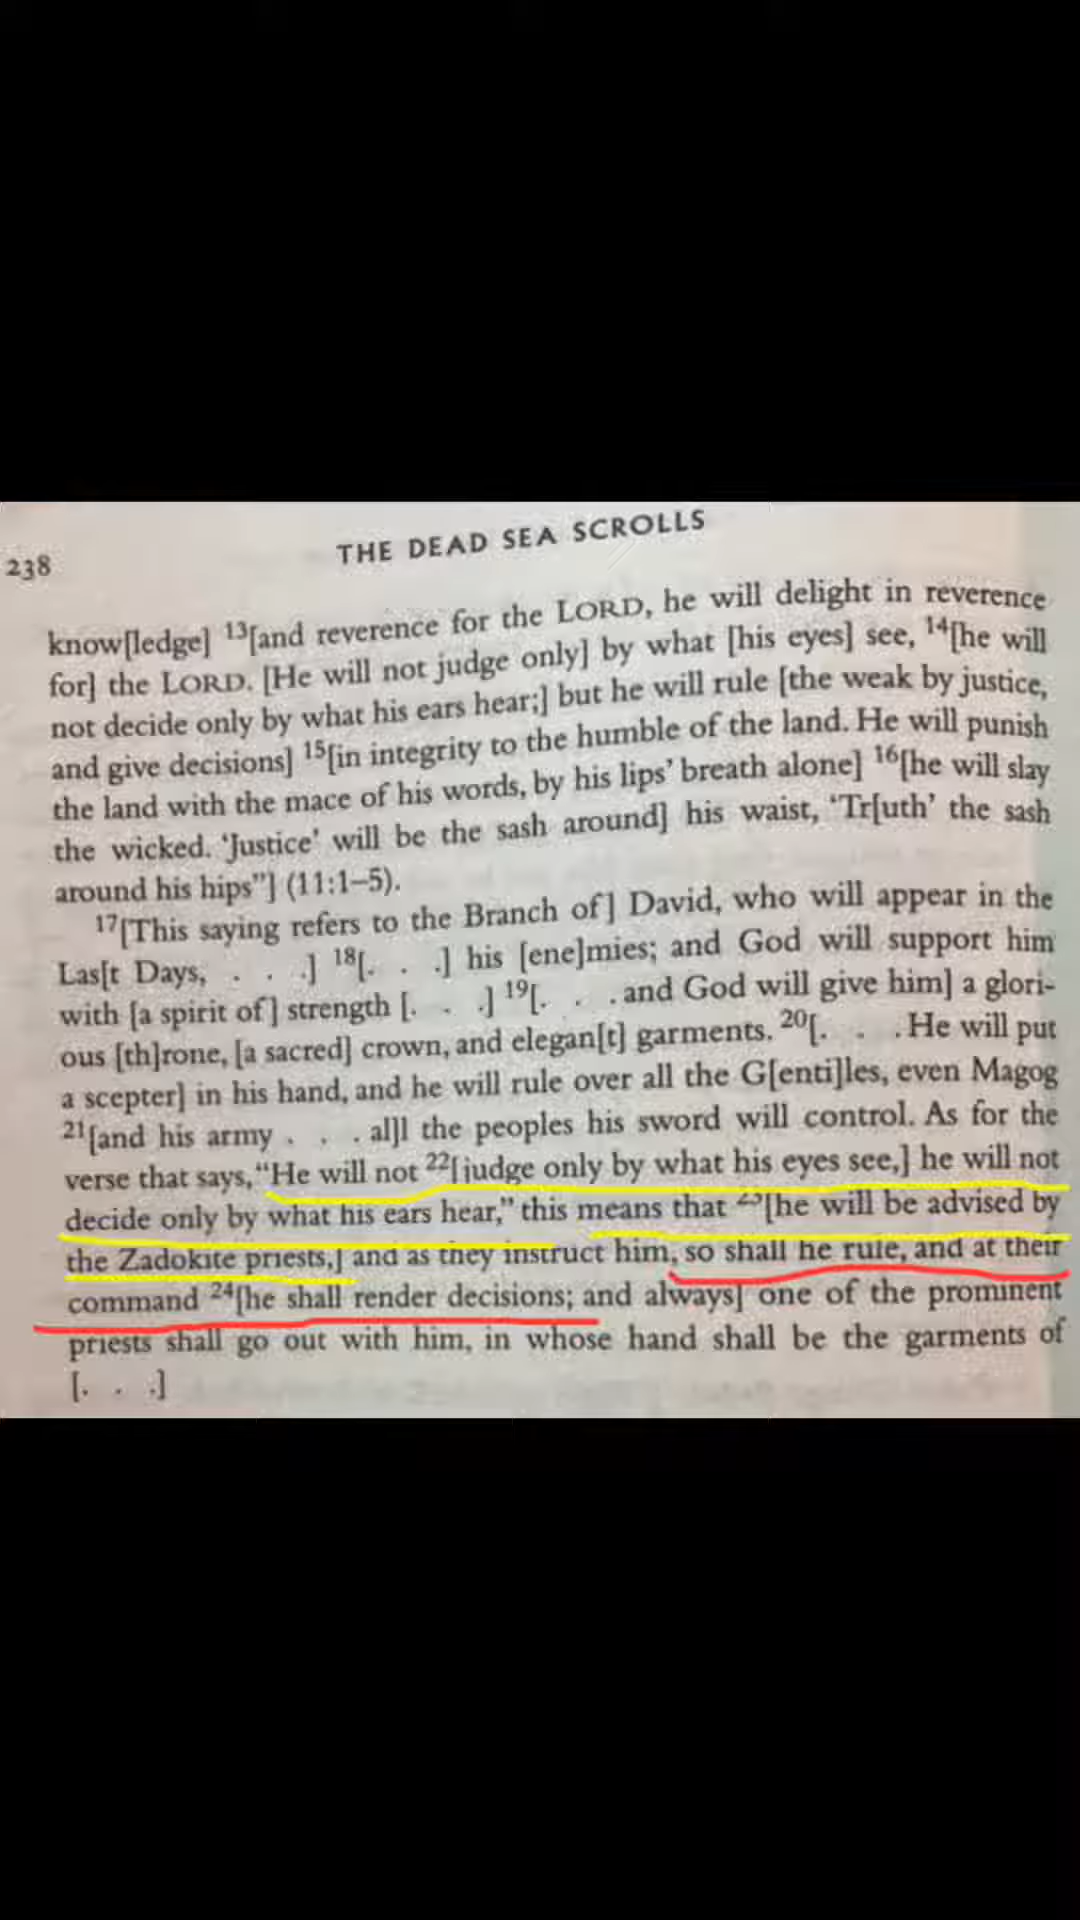 238
THE DEAD SEA SCROLLS
know[ledge] 13[and reverence for the LORD, he will delight in reverence
for] the LORD. [He will not judge only] by what [his eyes] see, 14[he will
not decide only by what his ears hear;] but he will rule [the weak by justice,
and give decisions] 15[in integrity to the humble of the land. He will punish
the land with the mace of his words, by his lips' breath alone] 16[he will slay
the wicked. 'Justice' will be the sash around] his waist, 'Tr[uth' the sash
around his hips"] (11:1–5).
17[This saying refers to the Branch of] David, who will appear in the
Las[t Days, . . .] 18[. . .] his [ene]mies; and God will support him
with [a spirit of] strength [. . .] 19[. . . and God will give him] a glori-
ous [th]rone, [a sacred] crown, and elegan[t] garments. 20[. . . He will put
a scepter] in his hand, and he will rule over all the G[enti]les, even Magog
21[and his army . . . al]l the peoples his sword will control. As for the
verse that says, "He will not 22[judge only by what his eyes see,] he will not
decide only by what his ears hear," this means that 23[he will be advised by
the Zadokite priests,] and as they instruct him, so shall he rule, and at their
command 24[he shall render decisions; and always] one of the prominent
priests shall go out with him, in whose hand shall be the garments of
[. . .]